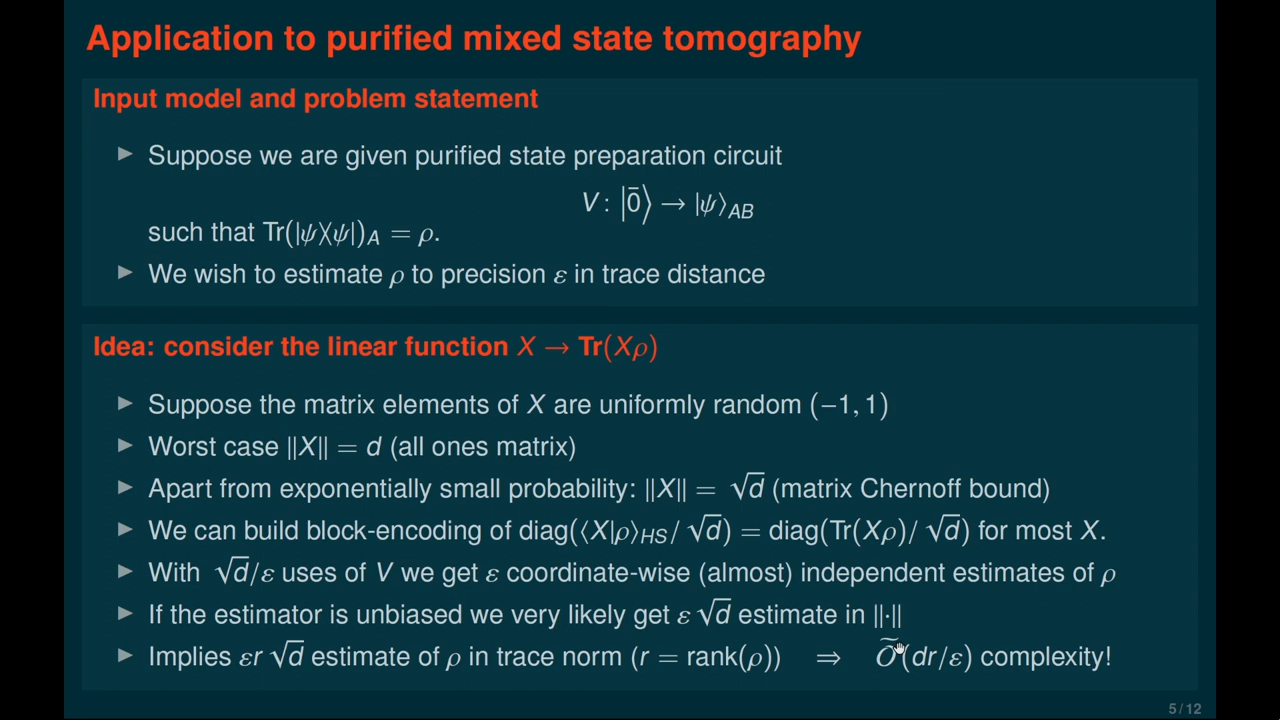 Application to purified mixed state tomography
Input model and problem statement
▶ Suppose we are given purified state preparation circuit
V : |0̄⟩ → |ψ⟩_AB
such that Tr(|ψ⟩⟨ψ|)_A = ρ.
▶ We wish to estimate ρ to precision ε in trace distance
Idea: consider the linear function X → Tr(Xρ)
▶ Suppose the matrix elements of X are uniformly random (−1, 1)
▶ Worst case ‖X‖ = d (all ones matrix)
▶ Apart from exponentially small probability: ‖X‖ = √d (matrix Chernoff bound)
▶ We can build block-encoding of diag(⟨X|ρ⟩_HS/√d) = diag(Tr(Xρ)/√d) for most X.
▶ With √d/ε uses of V we get ε coordinate-wise (almost) independent estimates of ρ
▶ If the estimator is unbiased we very likely get ε√d estimate in ‖·‖
▶ Implies εr√d estimate of ρ in trace norm (r = rank(ρ)) ⇒ Õ(dr/ε) complexity!
5 / 12